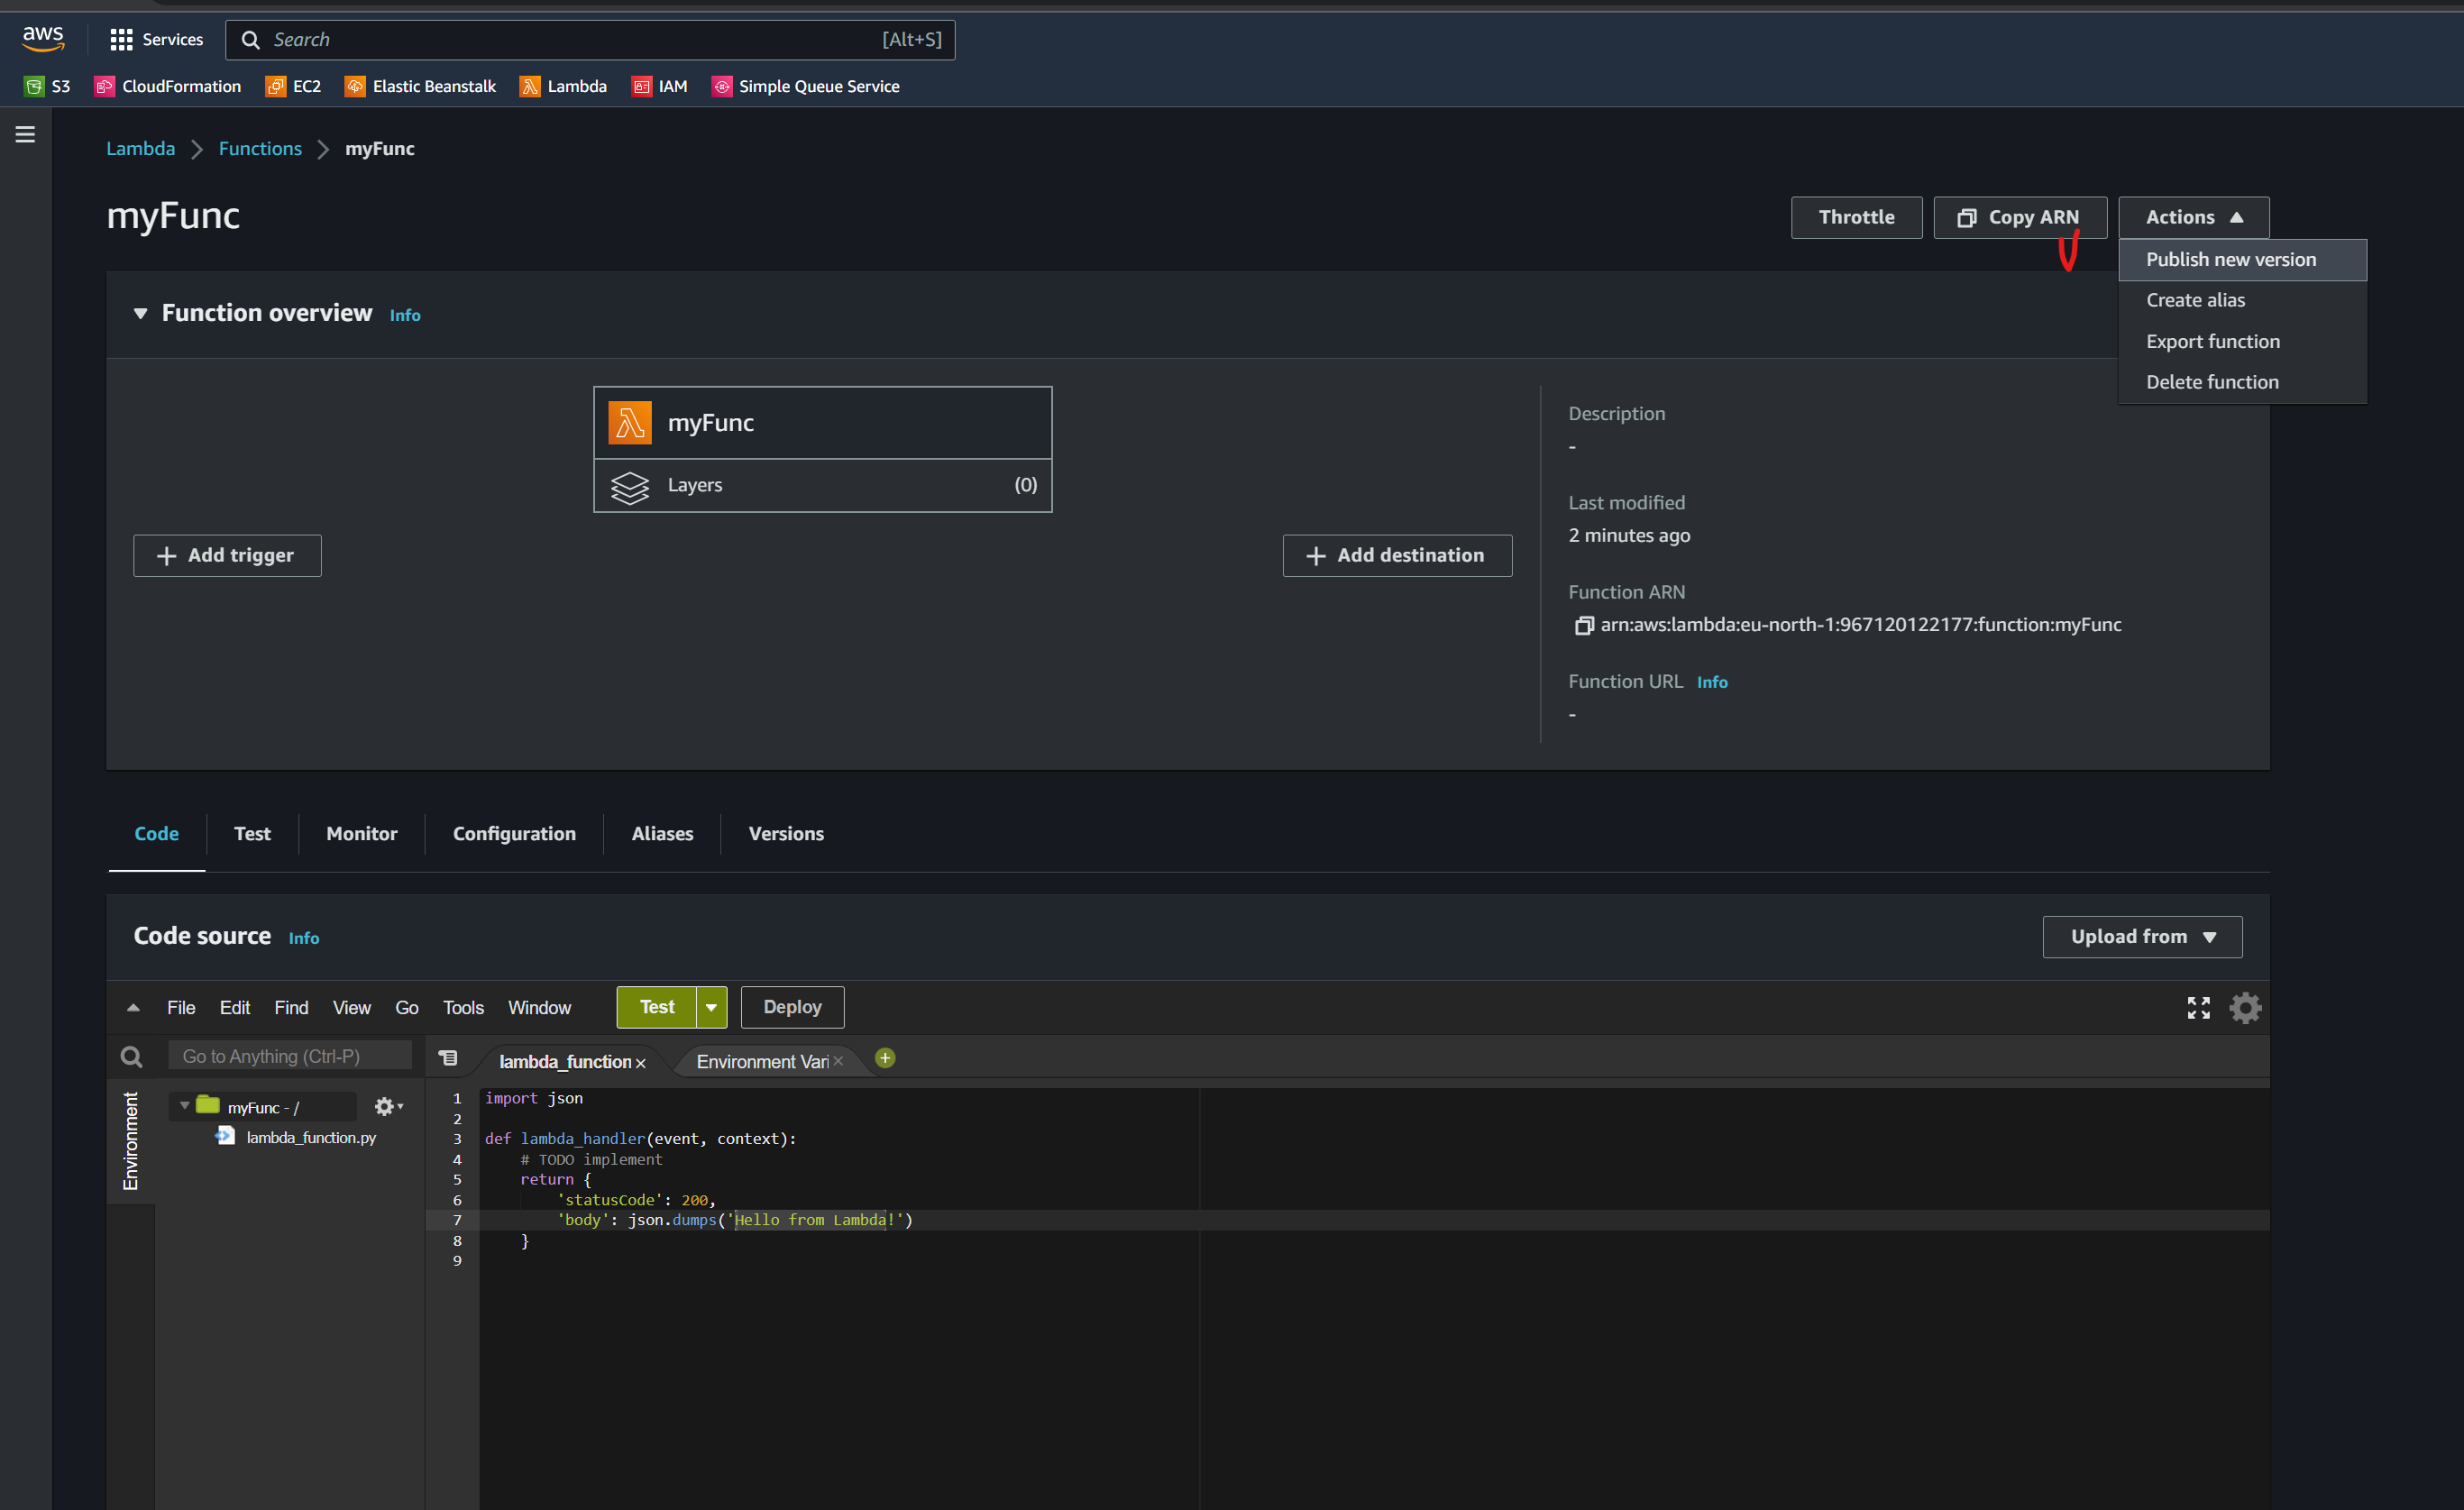 aws Services Search [Alt+S]
S3 CloudFormation EC2 Elastic Beanstalk Lambda IAM Simple Queue Service
Lambda Functions myFunc
myFunc
Throttle Copy ARN Actions
Publish new version
Create alias
Export function
Delete function
Function overview Info
myFunc
Layers (0)
Add trigger
Add destination
Description
-
Last modified
2 minutes ago
Function ARN
arn:aws:lambda:eu-north-1:967120122177:function:myFunc
Function URL Info
-
Code Test Monitor Configuration Aliases Versions
Code source Info
Upload from
File Edit Find View Go Tools Window Test Deploy
Go to Anything (Ctrl-P)
lambda_function × Environment Vari ×
Environment
myFunc - /
lambda_function.py
1 import json
2
3 def lambda_handler(event, context):
4 # TODO implement
5 return {
6 'statusCode': 200,
7 'body': json.dumps('Hello from Lambda!')
8 }
9